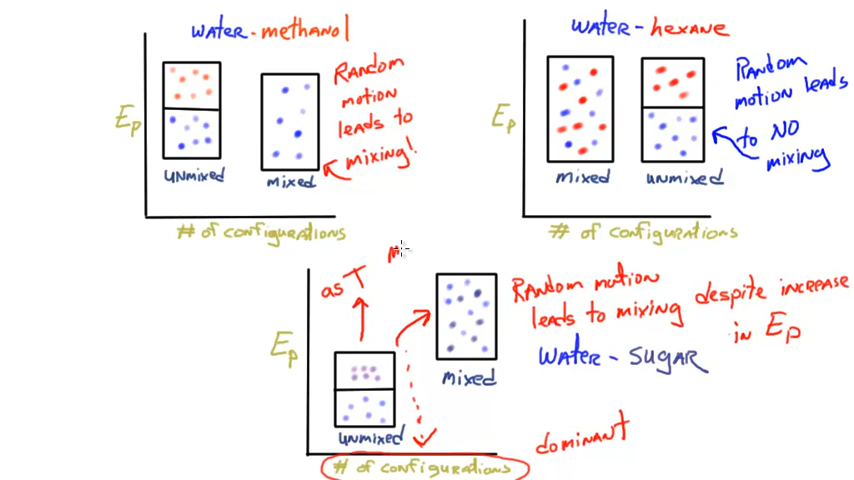 water-methanol
Random
motion
leads to
mixing!
Ep
unmixed
mixed
# of configurations
water-hexane
Random
motion leads
to NO
mixing
Ep
mixed
unmixed
# of configurations
as T
Random motion
leads to mixing despite increase
in Ep
water-SUGAR
Ep
mixed
unmixed
dominant
# of configurations